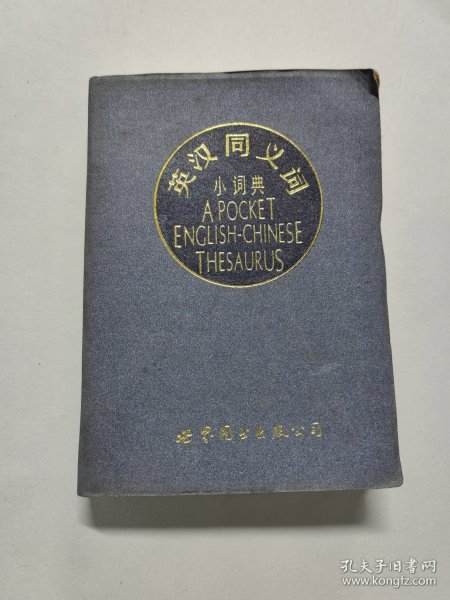 英汉同义词
小词典
A POCKET
ENGLISH-CHINESE
THESAURUS
世界图书出版公司
孔夫子旧书网
www.kongfz.com